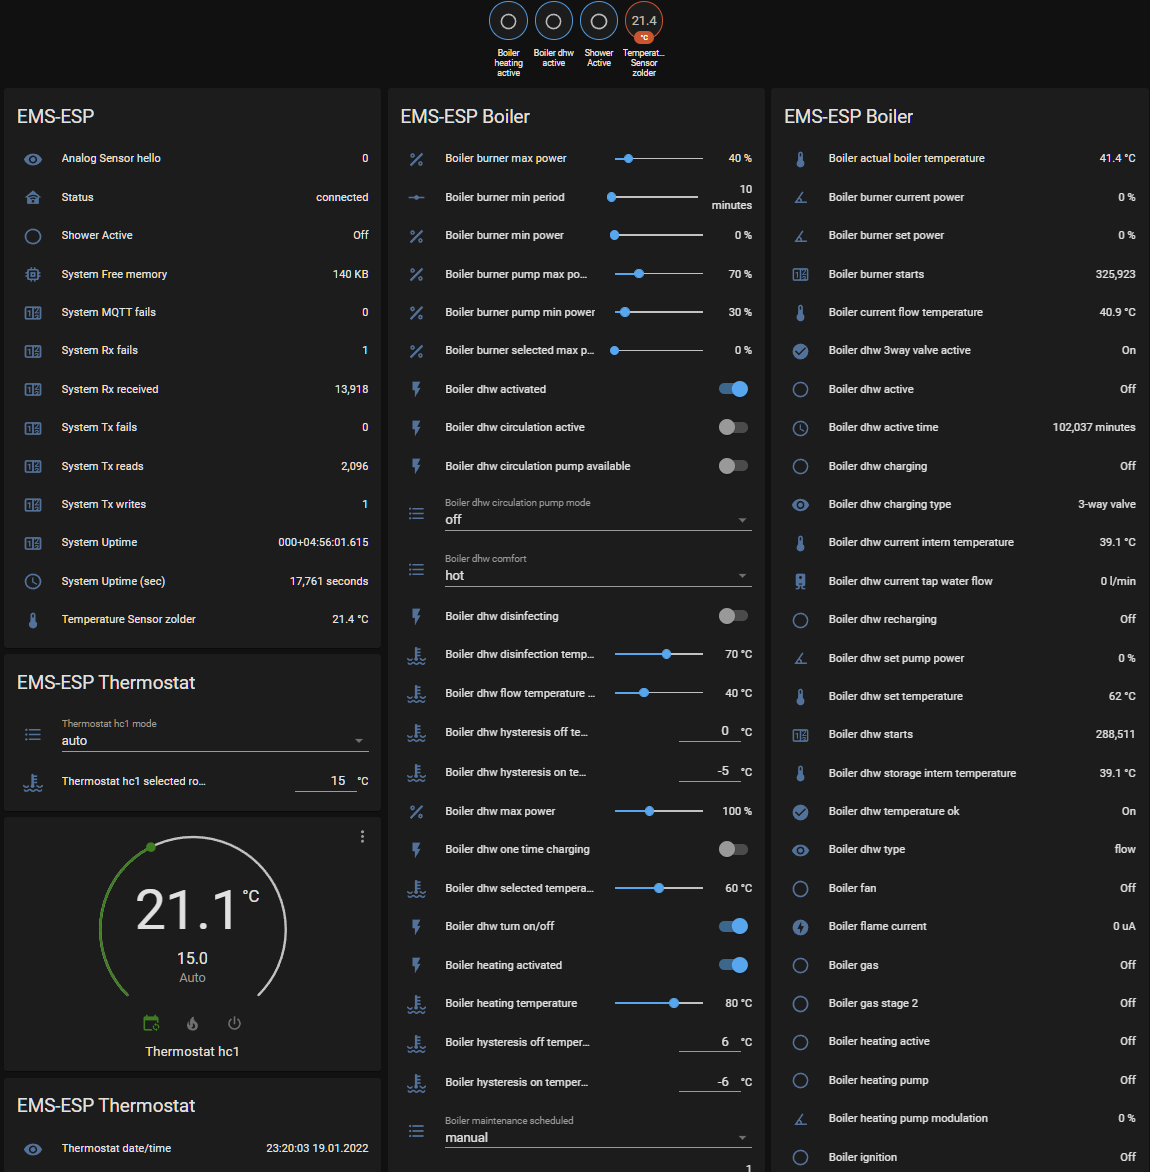 21.4
°C
Boiler heating active
Boiler dhw active
Shower Active
Temperat... Sensor zolder
EMS-ESP
Analog Sensor hello 0
Status connected
Shower Active Off
System Free memory 140 KB
System MQTT fails 0
System Rx fails 1
System Rx received 13,918
System Tx fails 0
System Tx reads 2,096
System Tx writes 1
System Uptime 000+04:56:01.615
System Uptime (sec) 17,761 seconds
Temperature Sensor zolder 21.4 °C
EMS-ESP Thermostat
Thermostat hc1 mode
auto
Thermostat hc1 selected ro... 15 °C
21.1 °C
15.0
Auto
Thermostat hc1
EMS-ESP Thermostat
Thermostat date/time 23:20:03 19.01.2022
EMS-ESP Boiler
Boiler burner max power 40 %
Boiler burner min period 10 minutes
Boiler burner min power 0 %
Boiler burner pump max po... 70 %
Boiler burner pump min power 30 %
Boiler burner selected max p... 0 %
Boiler dhw activated
Boiler dhw circulation active
Boiler dhw circulation pump available
Boiler dhw circulation pump mode
off
Boiler dhw comfort
hot
Boiler dhw disinfecting
Boiler dhw disinfection temp... 70 °C
Boiler dhw flow temperature ... 40 °C
Boiler dhw hysteresis off te... 0 °C
Boiler dhw hysteresis on te... -5 °C
Boiler dhw max power 100 %
Boiler dhw one time charging
Boiler dhw selected tempera... 60 °C
Boiler dhw turn on/off
Boiler heating activated
Boiler heating temperature 80 °C
Boiler hysteresis off temper... 6 °C
Boiler hysteresis on temper... -6 °C
Boiler maintenance scheduled
manual
1
EMS-ESP Boiler
Boiler actual boiler temperature 41.4 °C
Boiler burner current power 0 %
Boiler burner set power 0 %
Boiler burner starts 325,923
Boiler current flow temperature 40.9 °C
Boiler dhw 3way valve active On
Boiler dhw active Off
Boiler dhw active time 102,037 minutes
Boiler dhw charging Off
Boiler dhw charging type 3-way valve
Boiler dhw current intern temperature 39.1 °C
Boiler dhw current tap water flow 0 l/min
Boiler dhw recharging Off
Boiler dhw set pump power 0 %
Boiler dhw set temperature 62 °C
Boiler dhw starts 288,511
Boiler dhw storage intern temperature 39.1 °C
Boiler dhw temperature ok On
Boiler dhw type flow
Boiler fan Off
Boiler flame current 0 uA
Boiler gas Off
Boiler gas stage 2 Off
Boiler heating active Off
Boiler heating pump Off
Boiler heating pump modulation 0 %
Boiler ignition Off